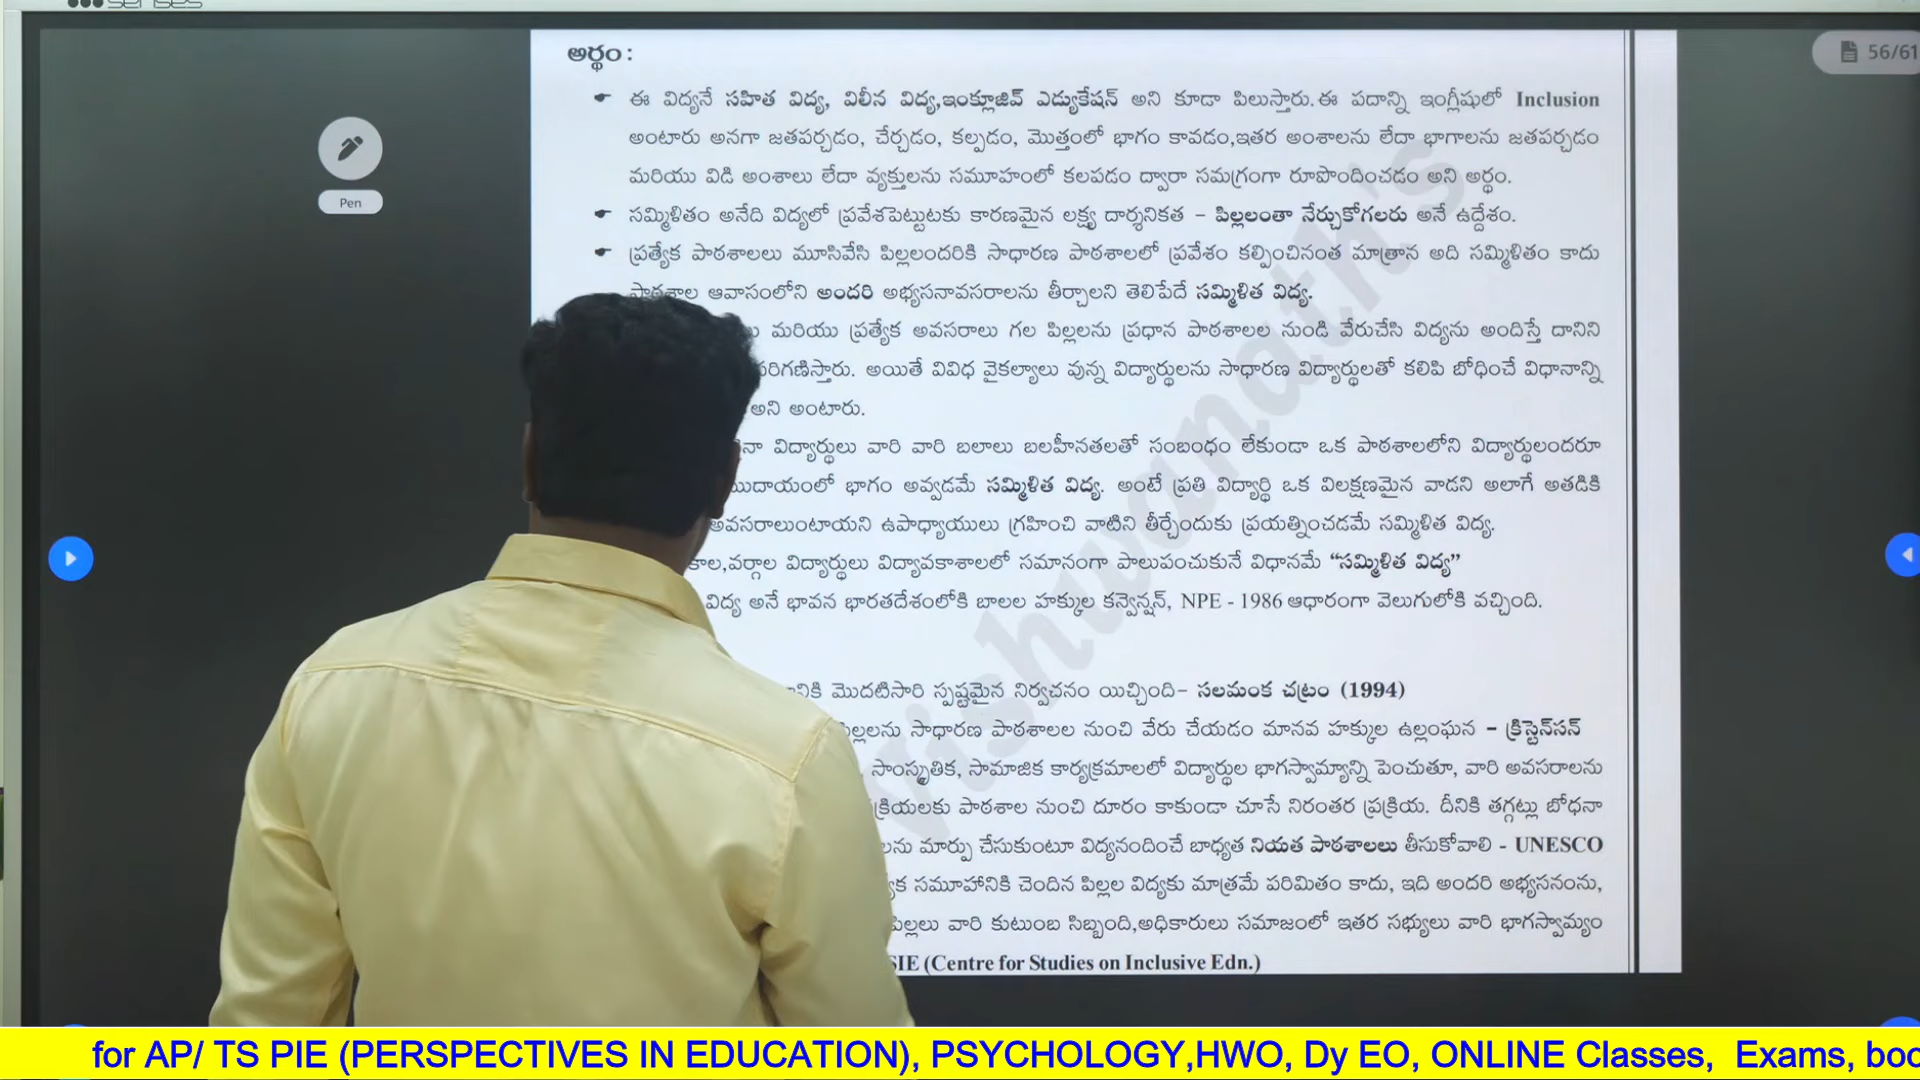 senses
56/61
Pen
అర్థం :
☛ ఈ విద్యనే సహిత విద్య, విలీన విద్య,ఇంక్లూజివ్ ఎడ్యుకేషన్ అని కూడా పిలుస్తారు.ఈ పదాన్ని ఇంగ్లీషులో Inclusion
అంటారు అనగా జతపర్చడం, చేర్చడం, కల్పడం, మొత్తంలో భాగం కావడం,ఇతర అంశాలను లేదా భాగాలను జతపర్చడం
మరియు విడి అంశాలు లేదా వ్యక్తులను సమూహంలో కలపడం ద్వారా సమగ్రంగా రూపొందించడం అని అర్థం.
☛ సమ్మిళితం అనేది విద్యలో ప్రవేశపెట్టుటకు కారణమైన లక్ష్య దార్శనికత – పిల్లలంతా నేర్చుకోగలరు అనే ఉద్దేశం.
☛ ప్రత్యేక పాఠశాలలు మూసివేసి పిల్లలందరికి సాధారణ పాఠశాలలో ప్రవేశం కల్పించినంత మాత్రాన అది సమ్మిళితం కాదు
పాఠశాల ఆవాసంలోని అందరి అభ్యసనావసరాలను తీర్చాలని తెలిపేదే సమ్మిళిత విద్య.
మరియు ప్రత్యేక అవసరాలు గల పిల్లలను ప్రధాన పాఠశాలల నుండి వేరుచేసి విద్యను అందిస్తే దానిని
పరిగణిస్తారు. అయితే వివిధ వైకల్యాలు వున్న విద్యార్థులను సాధారణ విద్యార్థులతో కలిపి బోధించే విధానాన్ని
అని అంటారు.
విద్యార్థులు వారి వారి బలాలు బలహీనతలతో సంబంధం లేకుండా ఒక పాఠశాలలోని విద్యార్థులందరూ
ముదాయంలో భాగం అవ్వడమే సమ్మిళిత విద్య. అంటే ప్రతి విద్యార్థి ఒక విలక్షణమైన వాడని అలాగే అతడికి
అవసరాలుంటాయని ఉపాధ్యాయులు గ్రహించి వాటిని తీర్చేందుకు ప్రయత్నించడమే సమ్మిళిత విద్య.
కాల,వర్గాల విద్యార్థులు విద్యావకాశాలలో సమానంగా పాలుపంచుకునే విధానమే “సమ్మిళిత విద్య”
విద్య అనే భావన భారతదేశంలోకి బాలల హక్కుల కన్వెన్షన్, NPE - 1986 ఆధారంగా వెలుగులోకి వచ్చింది.
మొదటిసారి స్పష్టమైన నిర్వచనం యిచ్చింది– సలమంక చట్రం (1994)
పిల్లలను సాధారణ పాఠశాలల నుంచి వేరు చేయడం మానవ హక్కుల ఉల్లంఘన – క్రిస్టెన్‌సన్
సాంస్కృతిక, సామాజిక కార్యక్రమాలలో విద్యార్థుల భాగస్వామ్యాన్ని పెంచుతూ, వారి అవసరాలను
క్రియలకు పాఠశాల నుంచి దూరం కాకుండా చూసే నిరంతర ప్రక్రియ. దీనికి తగ్గట్లు బోధనా
లను మార్పు చేసుకుంటూ విద్యనందించే బాధ్యత నియత పాఠశాలలు తీసుకోవాలి - UNESCO
సమూహానికి చెందిన పిల్లల విద్యకు మాత్రమే పరిమితం కాదు, ఇది అందరి అభ్యసనంను,
పిల్లలు వారి కుటుంబ సిబ్బంది,అధికారులు సమాజంలో ఇతర సభ్యులు వారి భాగస్వామ్యం
SIE (Centre for Studies on Inclusive Edn.)
Vishwanath's
for AP/ TS PIE (PERSPECTIVES IN EDUCATION), PSYCHOLOGY,HWO, Dy EO, ONLINE Classes, Exams, boo